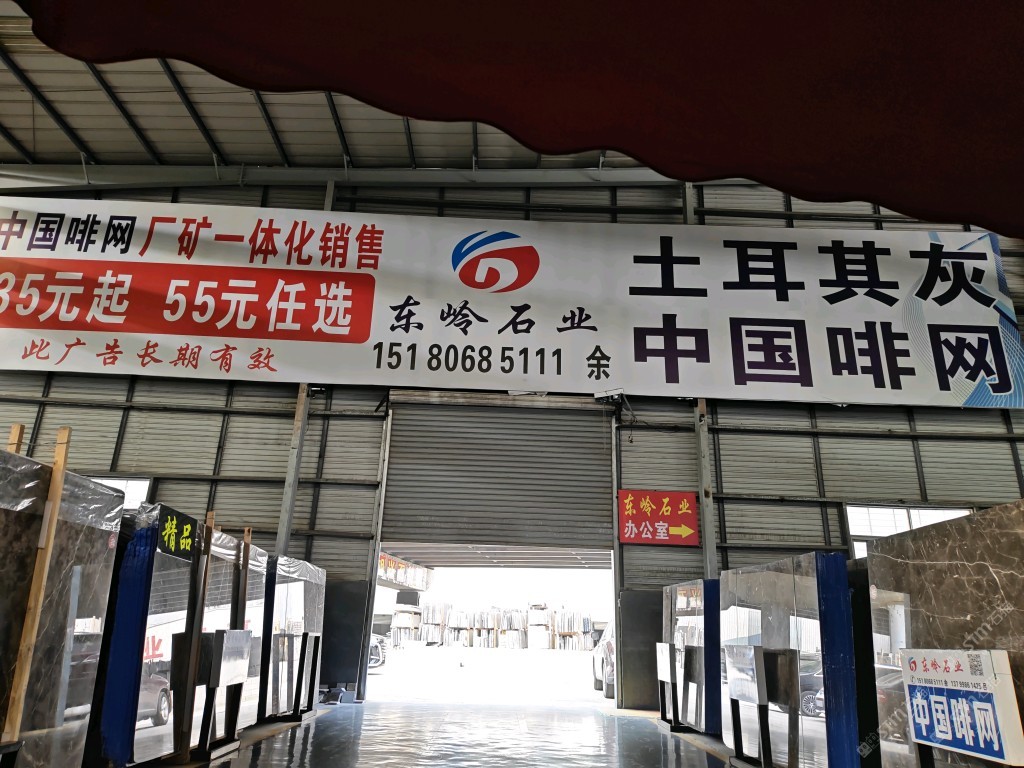 中国啡网厂矿一体化销售
35元起 55元任选
此广告长期有效
东岭石业
151 8068 5111 余
土耳其灰
中国啡网
精品
东岭石业
办公室
东岭石业
中国啡网